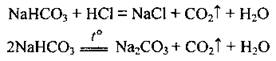 NaHCO₃ + HCl = NaCl + CO₂↑ + H₂O
t°
2NaHCO₃ ⟶ Na₂CO₃ + CO₂↑ + H₂O